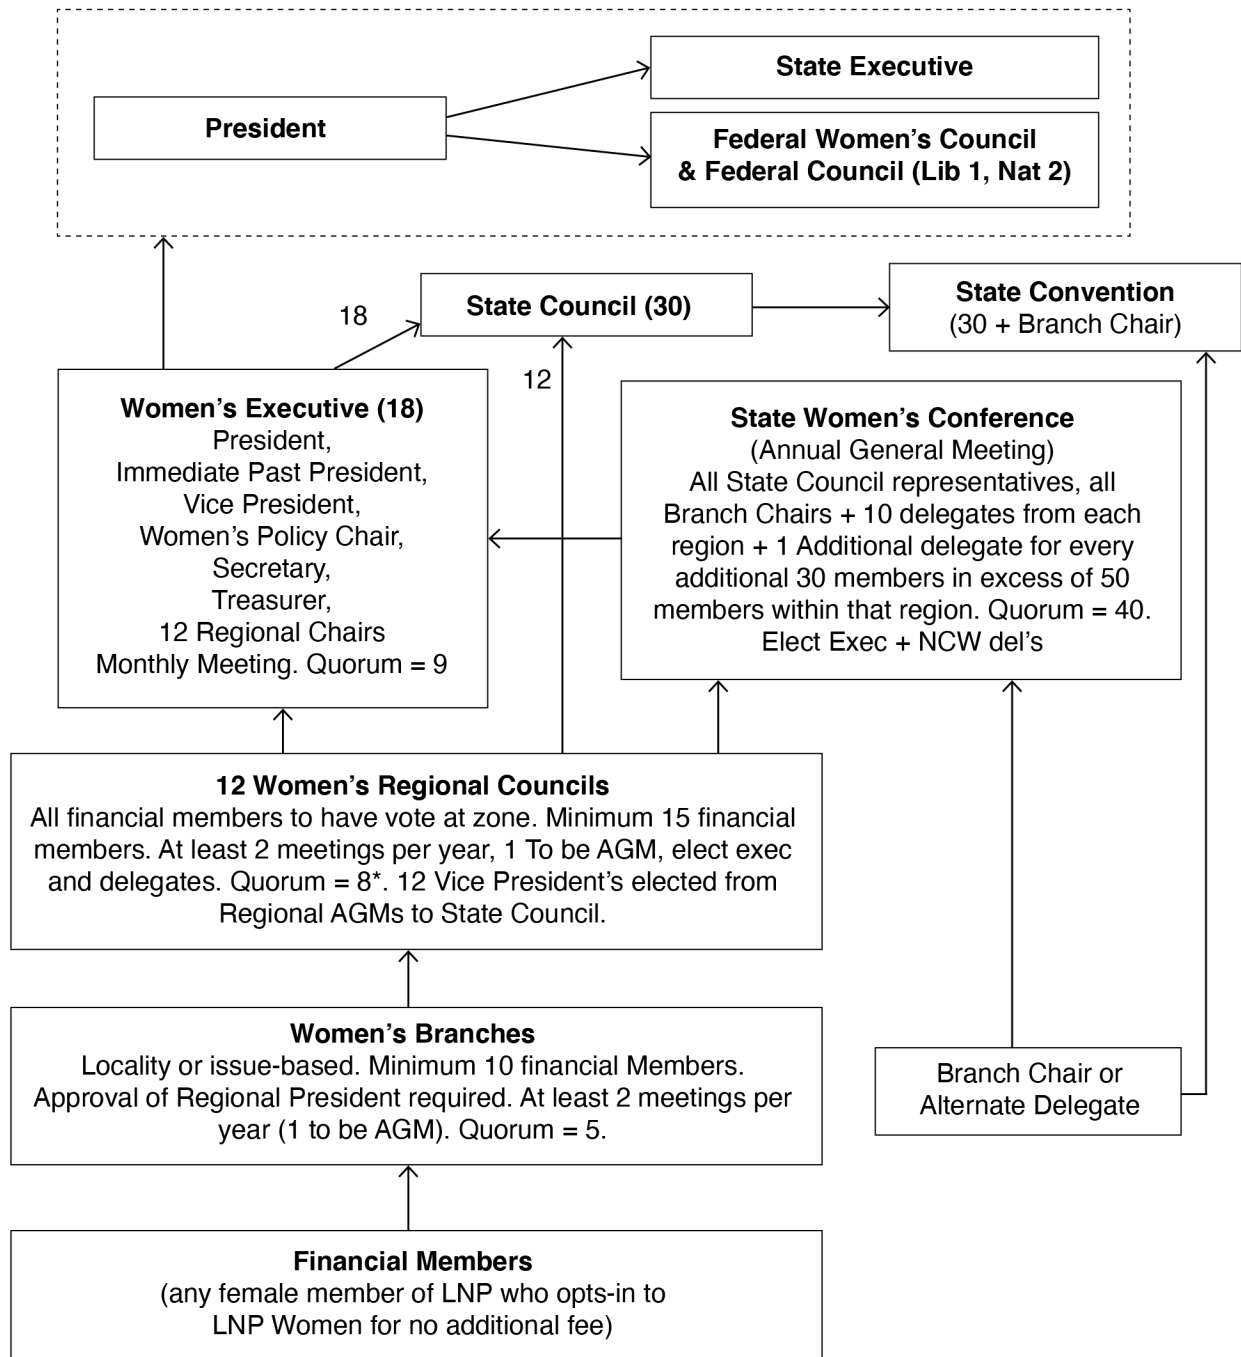 State Executive
President
Federal Women’s Council
& Federal Council (Lib 1, Nat 2)
State Council (30)
State Convention
(30 + Branch Chair)
18
12
Women’s Executive (18)
President,
Immediate Past President,
Vice President,
Women’s Policy Chair,
Secretary,
Treasurer,
12 Regional Chairs
Monthly Meeting. Quorum = 9
State Women’s Conference
(Annual General Meeting)
All State Council representatives, all
Branch Chairs + 10 delegates from each
region + 1 Additional delegate for every
additional 30 members in excess of 50
members within that region. Quorum = 40.
Elect Exec + NCW del’s
12 Women’s Regional Councils
All financial members to have vote at zone. Minimum 15 financial
members. At least 2 meetings per year, 1 To be AGM, elect exec
and delegates. Quorum = 8*. 12 Vice President’s elected from
Regional AGMs to State Council.
Women’s Branches
Locality or issue-based. Minimum 10 financial Members.
Approval of Regional President required. At least 2 meetings per
year (1 to be AGM). Quorum = 5.
Branch Chair or
Alternate Delegate
Financial Members
(any female member of LNP who opts-in to
LNP Women for no additional fee)